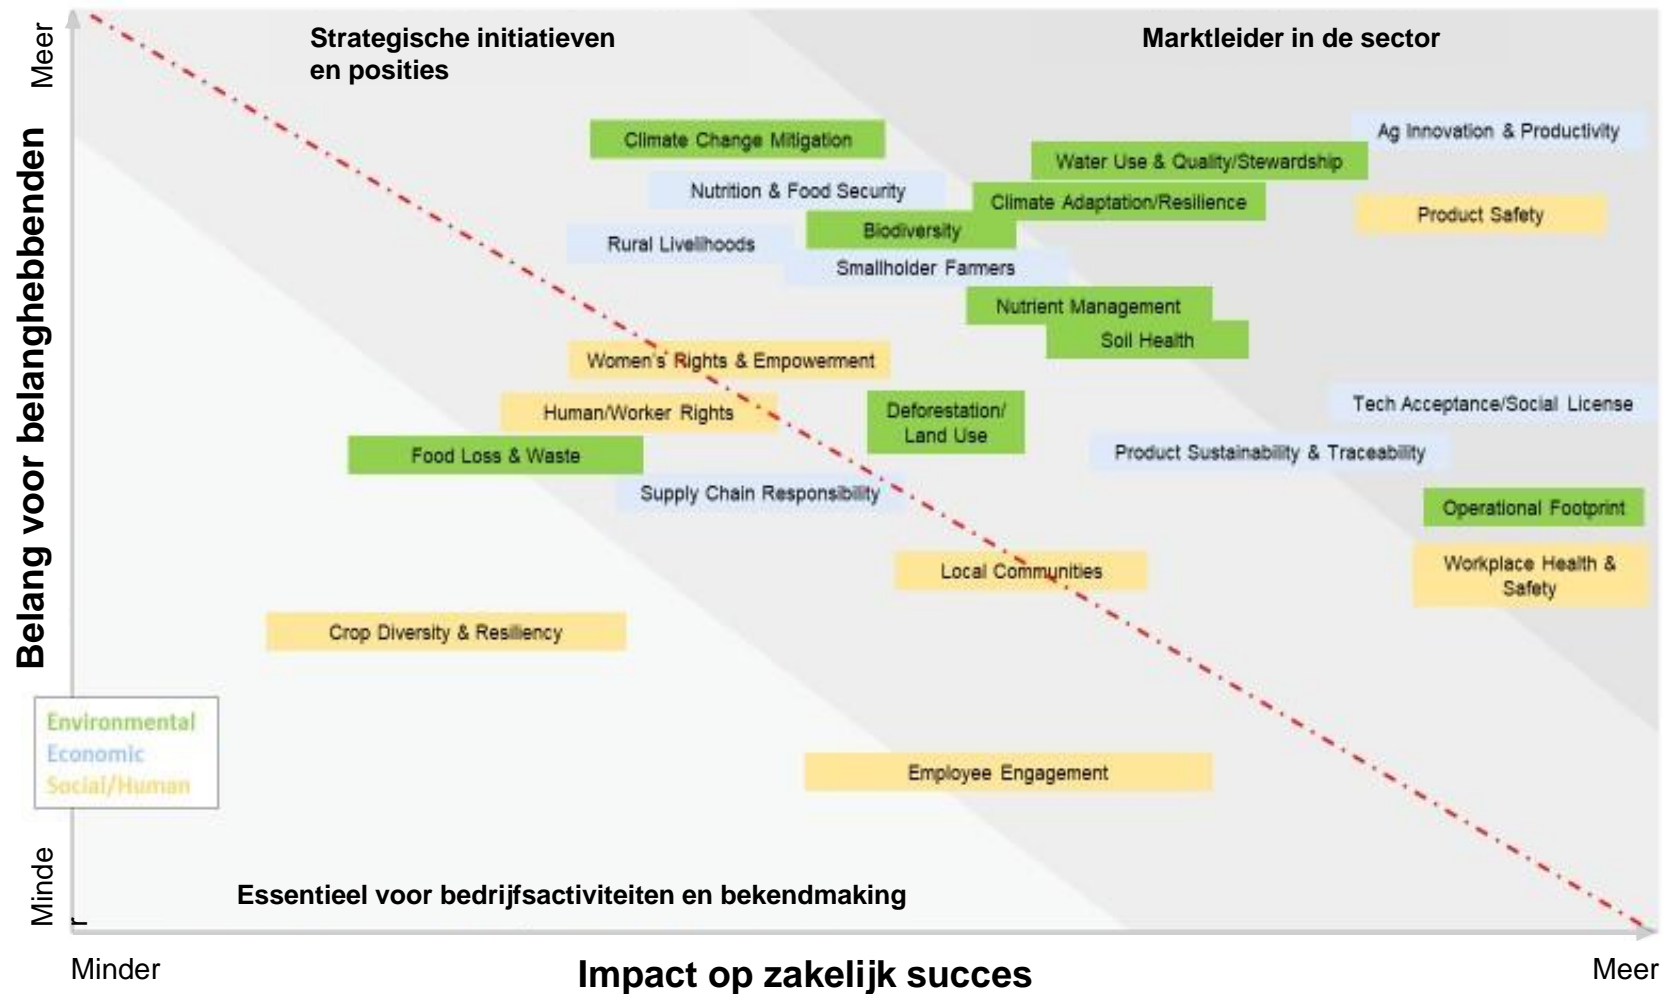 Meer
Strategische initiatieven
en posities
Marktleider in de sector
Belang voor belanghebbenden
Climate Change Mitigation
Ag Innovation & Productivity
Water Use & Quality/Stewardship
Nutrition & Food Security
Climate Adaptation/Resilience
Product Safety
Biodiversity
Rural Livelihoods
Smallholder Farmers
Nutrient Management
Soil Health
Women's Rights & Empowerment
Human/Worker Rights
Deforestation/
Land Use
Tech Acceptance/Social License
Food Loss & Waste
Product Sustainability & Traceability
Supply Chain Responsibility
Operational Footprint
Local Communities
Workplace Health &
Safety
Crop Diversity & Resiliency
Environmental
Economic
Social/Human
Employee Engagement
Minde
r
Essentieel voor bedrijfsactiviteiten en bekendmaking
Minder
Impact op zakelijk succes
Meer